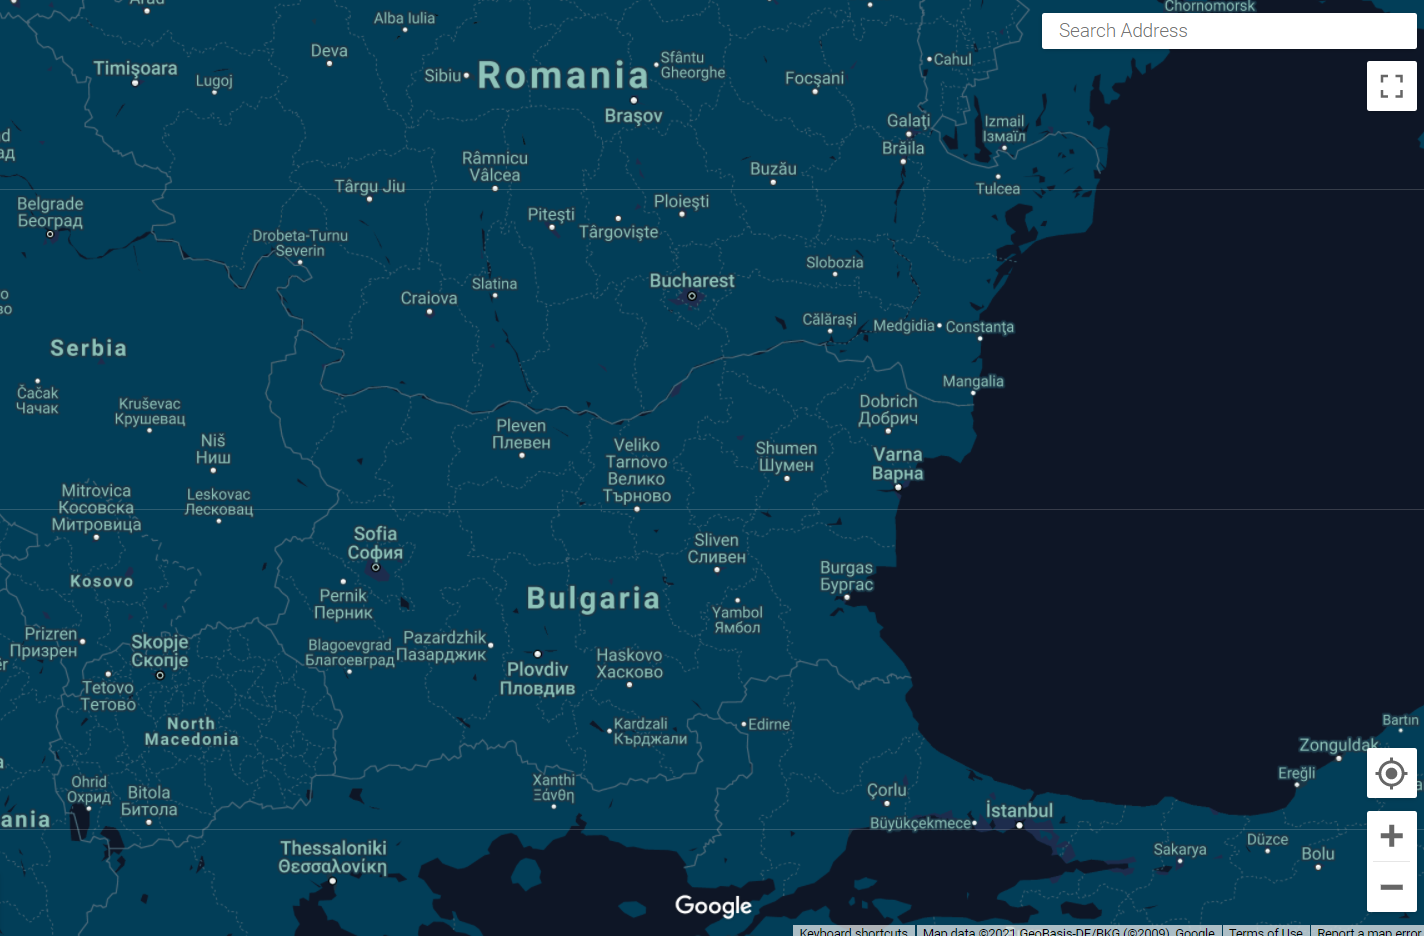 Arad
Alba Iulia
Chornomorsk
Search Address
Deva
Timişoara
Lugoj
Sibiu
Romania
Sfântu
Gheorghe
Focşani
Cahul
Braşov
Galaţi
Izmail
Ізмаїл
Brăila
Râmnicu
Vâlcea
Buzău
Târgu Jiu
Tulcea
Belgrade
Београд
Piteşti
Ploieşti
Târgovişte
Drobeta-Turnu
Severin
Slobozia
Bucharest
Slatina
Craiova
Călăraşi
Medgidia
Constanţa
Serbia
Čačak
Чачак
Mangalia
Kruševac
Крушевац
Dobrich
Добрич
Niš
Ниш
Pleven
Плевен
Veliko
Tarnovo
Велико
Търново
Shumen
Шумен
Varna
Варна
Mitrovica
Косовска
Митровица
Leskovac
Лесковац
Sofia
София
Sliven
Сливен
Kosovo
Burgas
Бургас
Pernik
Перник
Bulgaria
Yambol
Ямбол
Prizren
Призрен
Skopje
Скопје
Blagoevgrad
Благоевград
Pazardzhik
Пазарджик
Plovdiv
Пловдив
Haskovo
Хасково
Tetovo
Тетово
North
Macedonia
Kardzali
Кърджали
Edirne
Bartın
Zonguldak
Ereğli
Ohrid
Охрид
Bitola
Битола
Xanthi
Ξάνθη
Çorlu
İstanbul
Büyükçekmece
ania
Thessaloniki
Θεσσαλονίκη
Sakarya
Düzce
Bolu
Google
Keyboard shortcuts
Map data ©2021 GeoBasis-DE/BKG (©2009), Google
Terms of Use
Report a map error